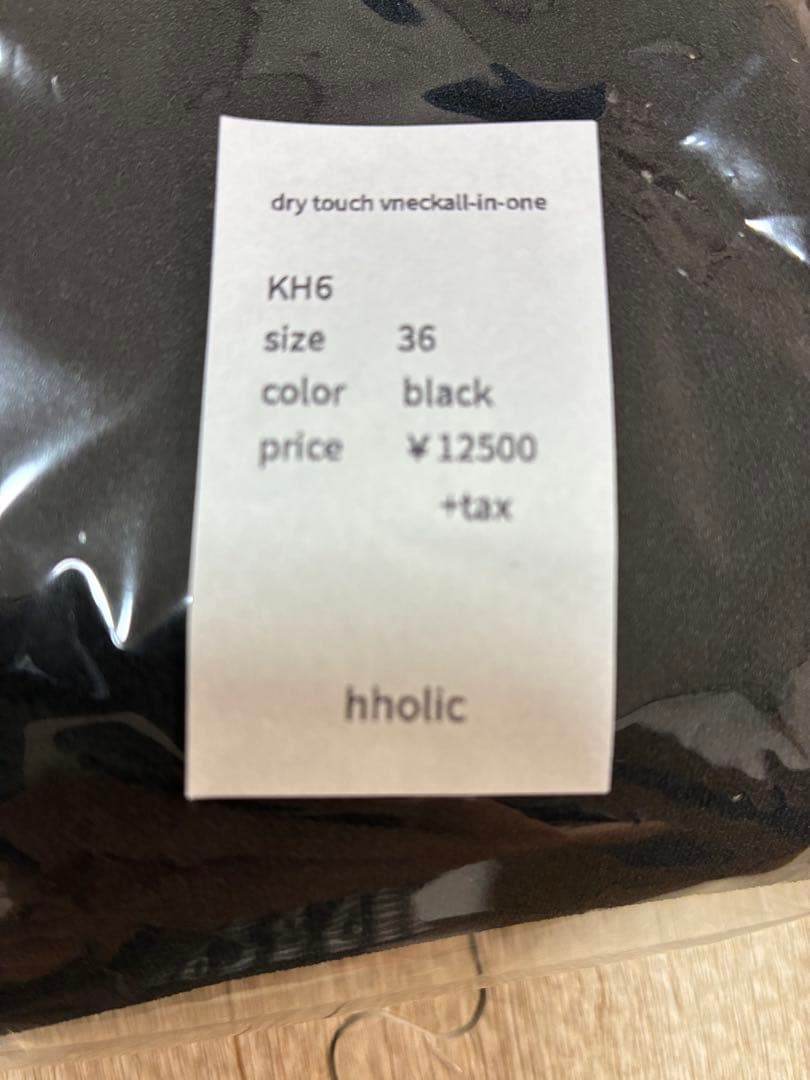 dry touch vneckall-in-one
KH6
size 36
color black
price ¥12500
+tax
hholic